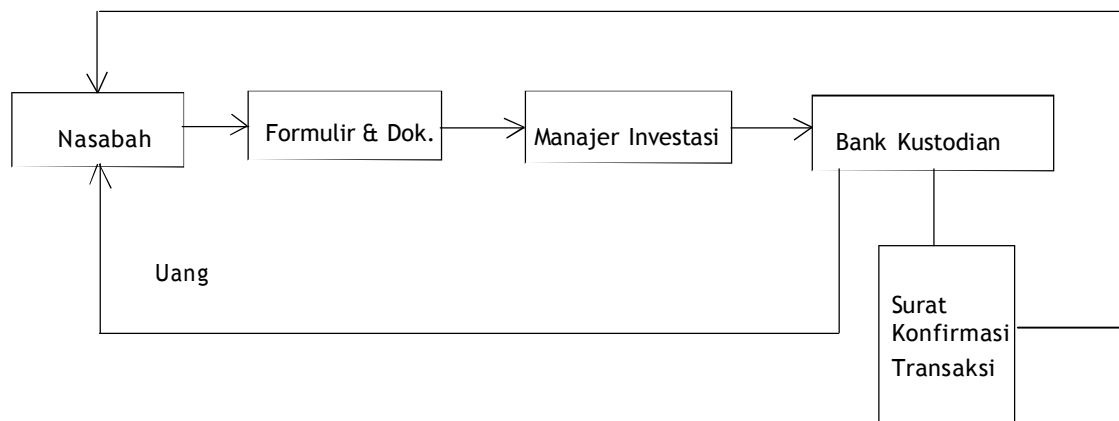 Nasabah
Formulir & Dok.
Manajer Investasi
Bank Kustodian
Uang
Surat
Konfirmasi
Transaksi